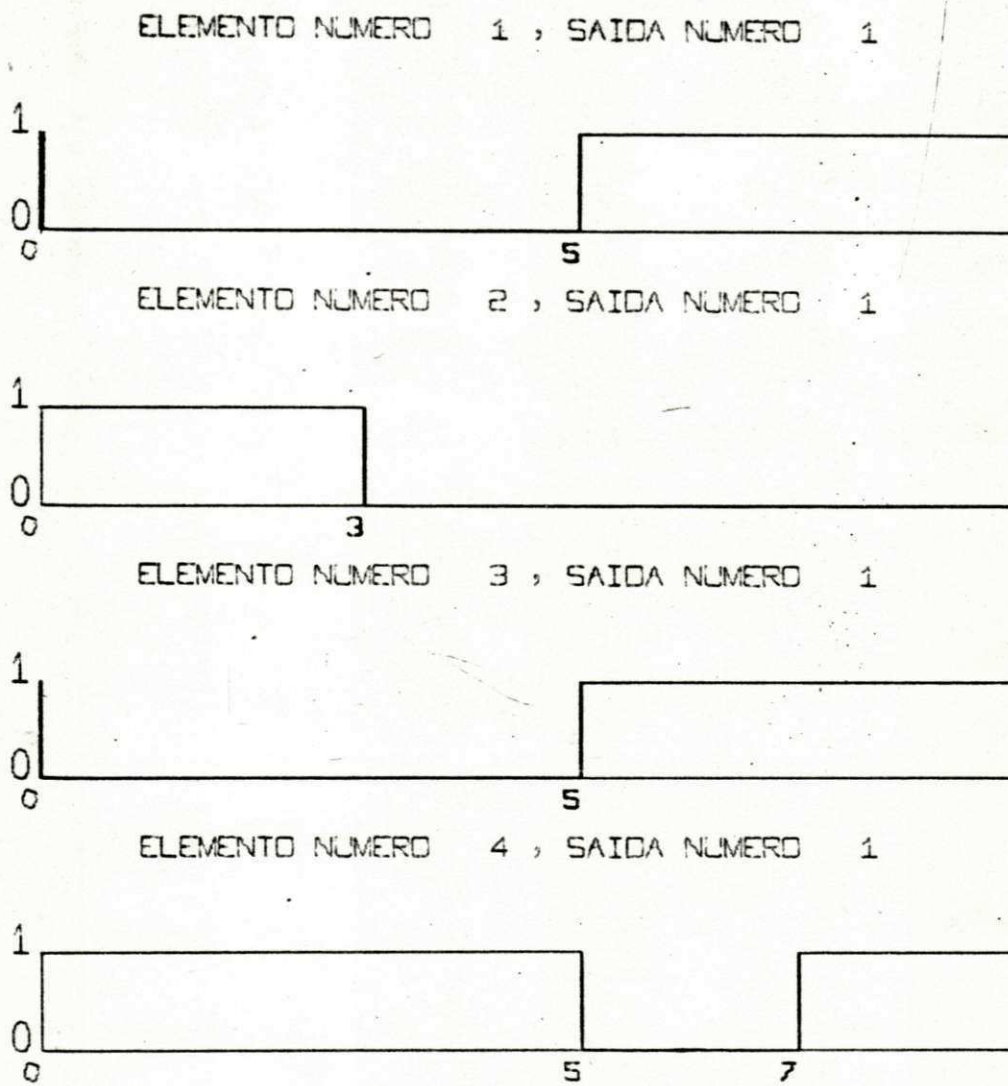 ELEMENTO NUMERO 1 , SAIDA NUMERO 1
1
0
0 5
ELEMENTO NUMERO 2 , SAIDA NUMERO 1
1
0
0 3
ELEMENTO NUMERO 3 , SAIDA NUMERO 1
1
0
0 5
ELEMENTO NUMERO 4 , SAIDA NUMERO 1
1
0
0 5 7